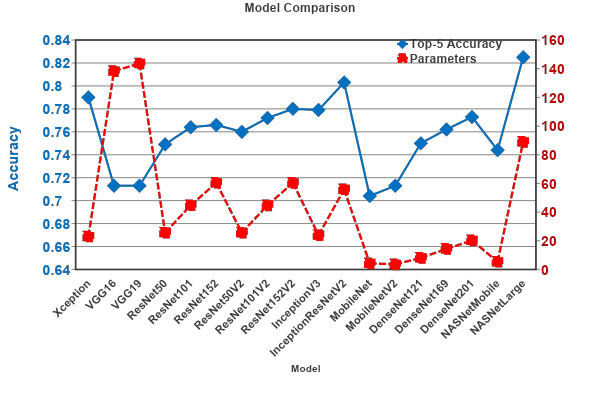 Model Comparison
Top-5 Accuracy
Parameters
Accuracy
0.84
0.82
0.8
0.78
0.76
0.74
0.72
0.7
0.68
0.66
0.64
160
140
120
100
80
60
40
20
0
Xception
VGG16
VGG19
ResNet50
ResNet101
ResNet152
ResNet50V2
ResNet101V2
ResNet152V2
InceptionV3
InceptionResNetV2
MobileNet
MobileNetV2
DenseNet121
DenseNet169
DenseNet201
NASNetMobile
NASNetLarge
Model